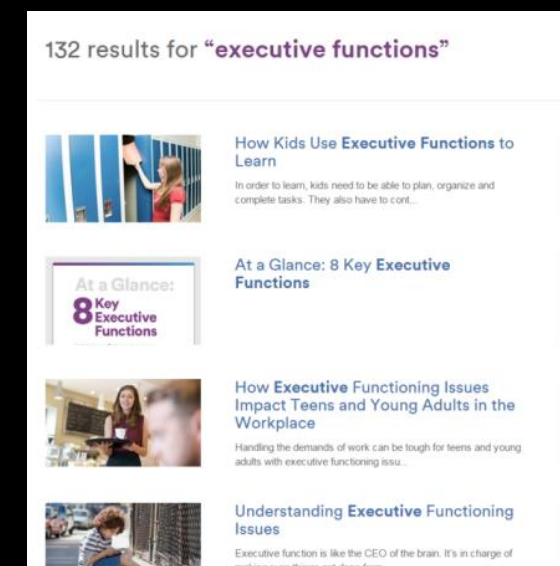 132 results for “executive functions”
How Kids Use Executive Functions to
Learn
In order to learn, kids need to be able to plan, organize and
complete tasks. They also have to cont...
At a Glance: 8 Key Executive
Functions
At a Glance:
8 Key
Executive
Functions
How Executive Functioning Issues
Impact Teens and Young Adults in the
Workplace
Handling the demands of work can be tough for teens and young
adults with executive functioning issu...
Understanding Executive Functioning
Issues
Executive function is like the CEO of the brain. It's in charge of